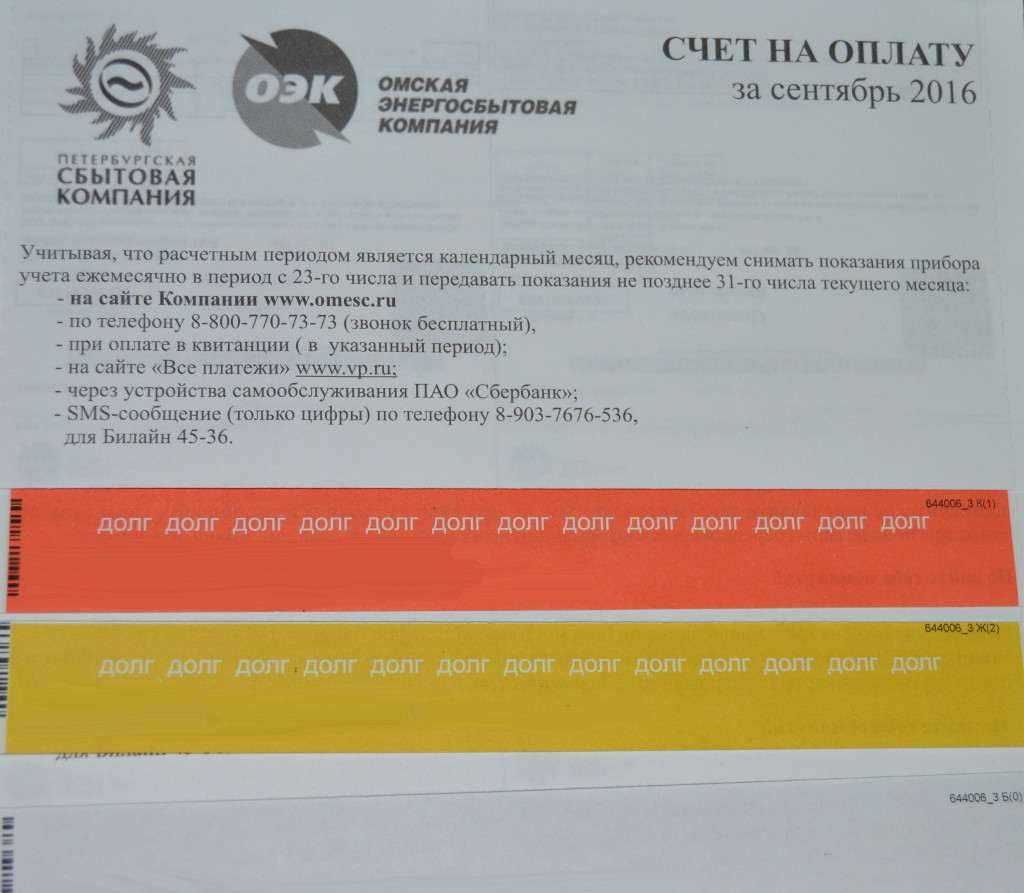 ПЕТЕРБУРГСКАЯ
СБЫТОВАЯ
КОМПАНИЯ
ОЭК
ОМСКАЯ
ЭНЕРГОСБЫТОВАЯ
КОМПАНИЯ
СЧЕТ НА ОПЛАТУ
за сентябрь 2016
Учитывая, что расчетным периодом является календарный месяц, рекомендуем снимать показания прибора
учета ежемесячно в период с 23-го числа и передавать показания не позднее 31-го числа текущего месяца:
- на сайте Компании www.omesc.ru
- по телефону 8-800-770-73-73 (звонок бесплатный),
- при оплате в квитанции ( в указанный период);
- на сайте «Все платежи» www.vp.ru;
- через устройства самообслуживания ПАО «Сбербанк»;
- SMS-сообщение (только цифры) по телефону 8-903-7676-536,
для Билайн 45-36.
644006_3 К(1)
ДОЛГ ДОЛГ ДОЛГ ДОЛГ ДОЛГ ДОЛГ ДОЛГ ДОЛГ ДОЛГ ДОЛГ ДОЛГ ДОЛГ ДОЛГ
644006_3 Ж(2)
ДОЛГ ДОЛГ ДОЛГ ДОЛГ ДОЛГ ДОЛГ ДОЛГ ДОЛГ ДОЛГ ДОЛГ ДОЛГ ДОЛГ ДОЛГ
644006_3 Б(0)